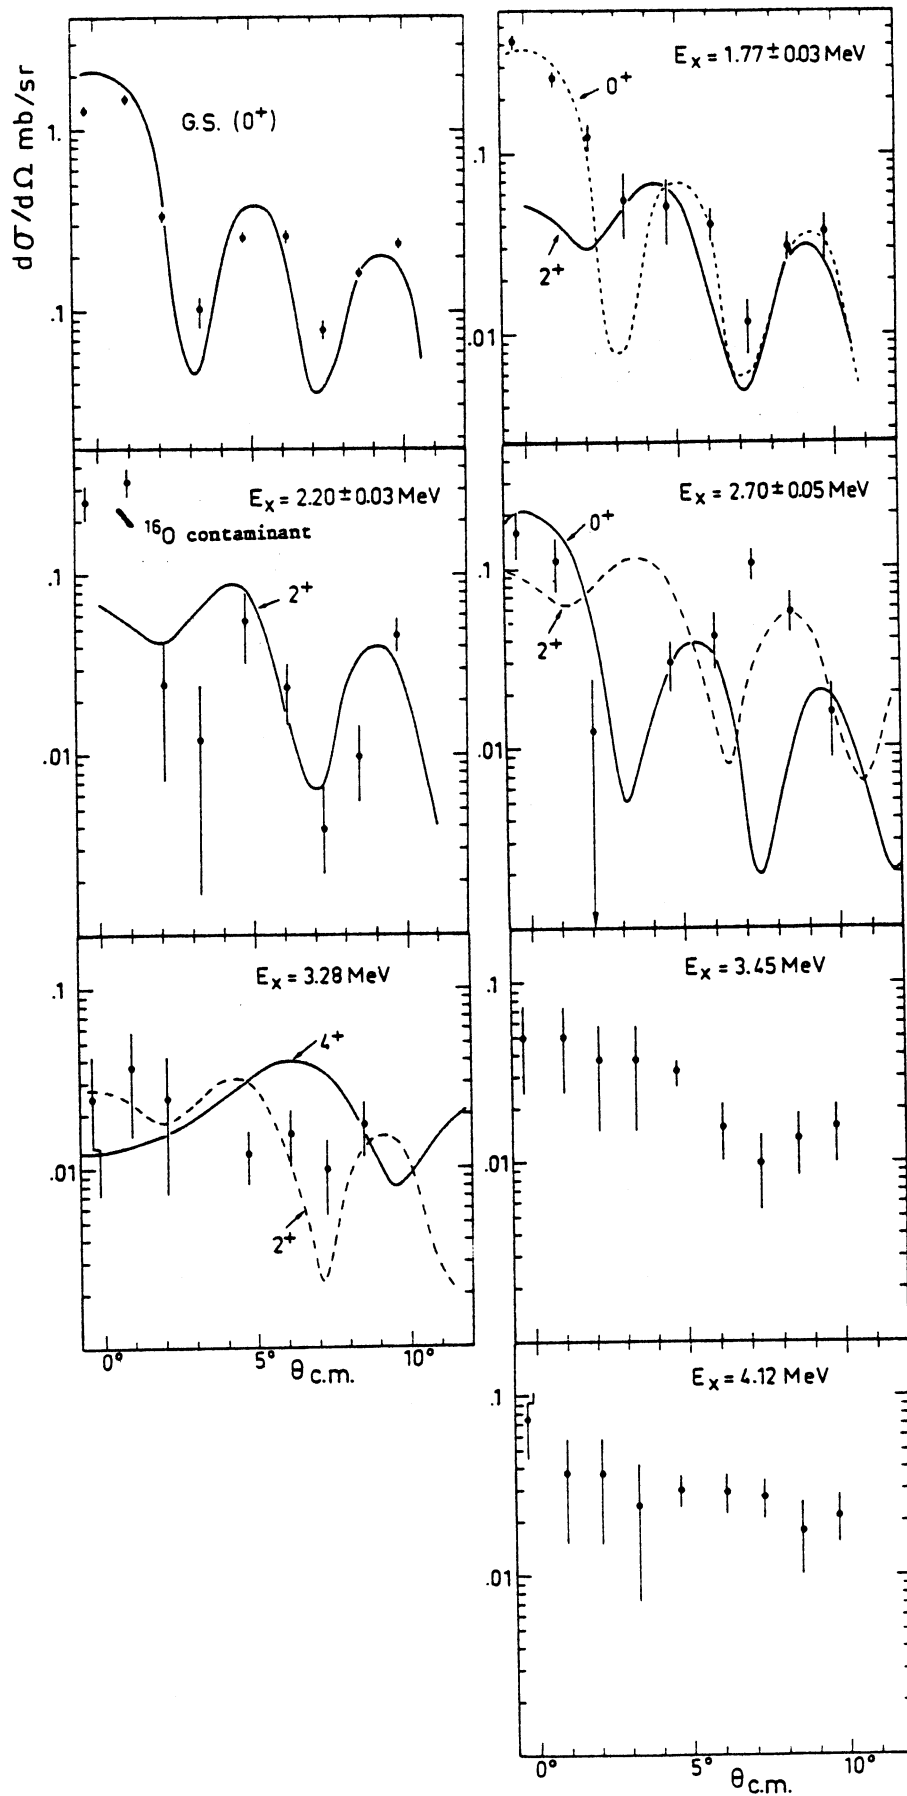 dσ/dΩ mb/sr
G.S. (0⁺)
1.
.1
Eₓ = 1.77 ± 0.03 MeV
0⁺
2⁺
.1
.01
Eₓ = 2.20 ± 0.03 MeV
¹⁶O contaminant
2⁺
.1
.01
Eₓ = 2.70 ± 0.05 MeV
0⁺
2⁺
.1
.01
Eₓ = 3.28 MeV
4⁺
2⁺
.1
.01
0° 5° 10°
θ c.m.
Eₓ = 3.45 MeV
.1
.01
Eₓ = 4.12 MeV
.1
.01
0° 5° 10°
θ c.m.